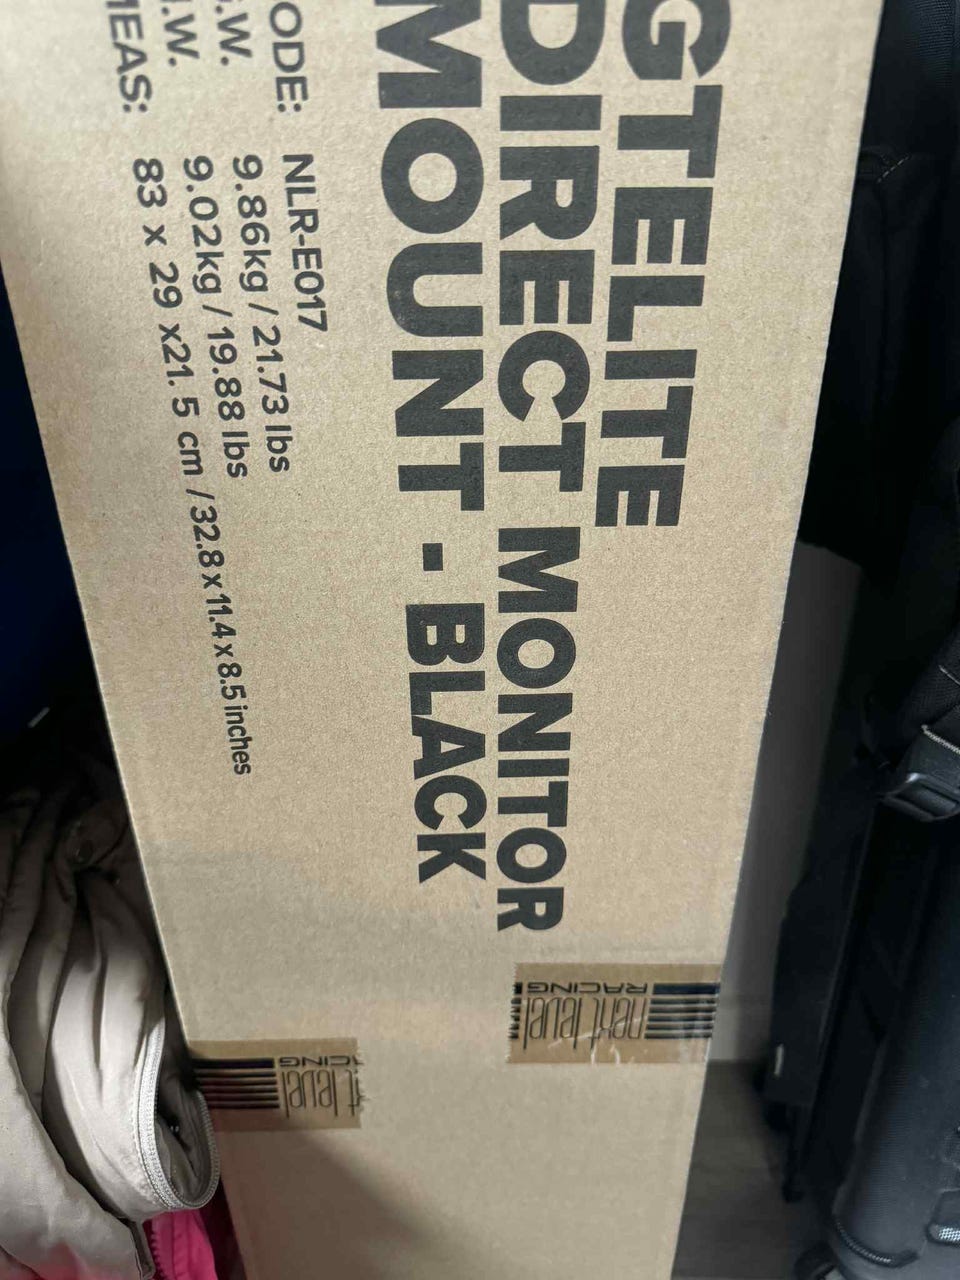 GTELITE
DIRECT MONITOR
MOUNT - BLACK
ODE: NLR-E017
.W. 9.86kg / 21.73 lbs
.W. 9.02kg / 19.88 lbs
MEAS: 83 x 29 x21. 5 cm / 32.8 x 11.4 x 8.5 inches
next level
RACING
t level
CING